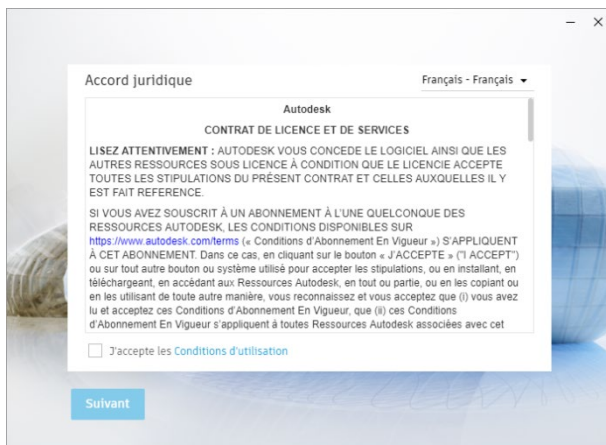 Accord juridique
Français - Français
Autodesk
CONTRAT DE LICENCE ET DE SERVICES
LISEZ ATTENTIVEMENT : AUTODESK VOUS CONCEDE LE LOGICIEL AINSI QUE LES
AUTRES RESSOURCES SOUS LICENCE À CONDITION QUE LE LICENCIE ACCEPTE
TOUTES LES STIPULATIONS DU PRÉSENT CONTRAT ET CELLES AUXQUELLES IL Y
EST FAIT REFERENCE.
SI VOUS AVEZ SOUSCRIT À UN ABONNEMENT À L'UNE QUELCONQUE DES
RESSOURCES AUTODESK, LES CONDITIONS DISPONIBLES SUR
https://www.autodesk.com/terms (« Conditions d'Abonnement En Vigueur ») S'APPLIQUENT
À CET ABONNEMENT. Dans ce cas, en cliquant sur le bouton « J'ACCEPTE » ("I ACCEPT")
ou sur tout autre bouton ou système utilisé pour accepter les stipulations, ou en installant, en
téléchargeant, en accédant aux Ressources Autodesk, en tout ou partie, ou en les copiant ou
en les utilisant de toute autre manière, vous reconnaissez et vous acceptez que (i) vous avez
lu et acceptez ces Conditions d'Abonnement En Vigueur, que (ii) ces Conditions
d'Abonnement En Vigueur s'appliquent à toutes Ressources Autodesk associées avec cet
J'accepte les Conditions d'utilisation
Suivant